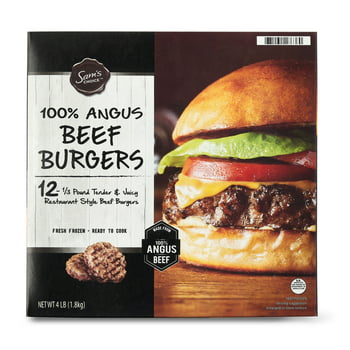 Sam's
CHOICE
100% ANGUS
BEEF
BURGERS
12 - 1/3 Pound Tender & Juicy
Restaurant Style Beef Burgers
FRESH FROZEN • READY TO COOK
MADE FROM
100%
ANGUS
BEEF
NET WT 4 LB (1.8kg)